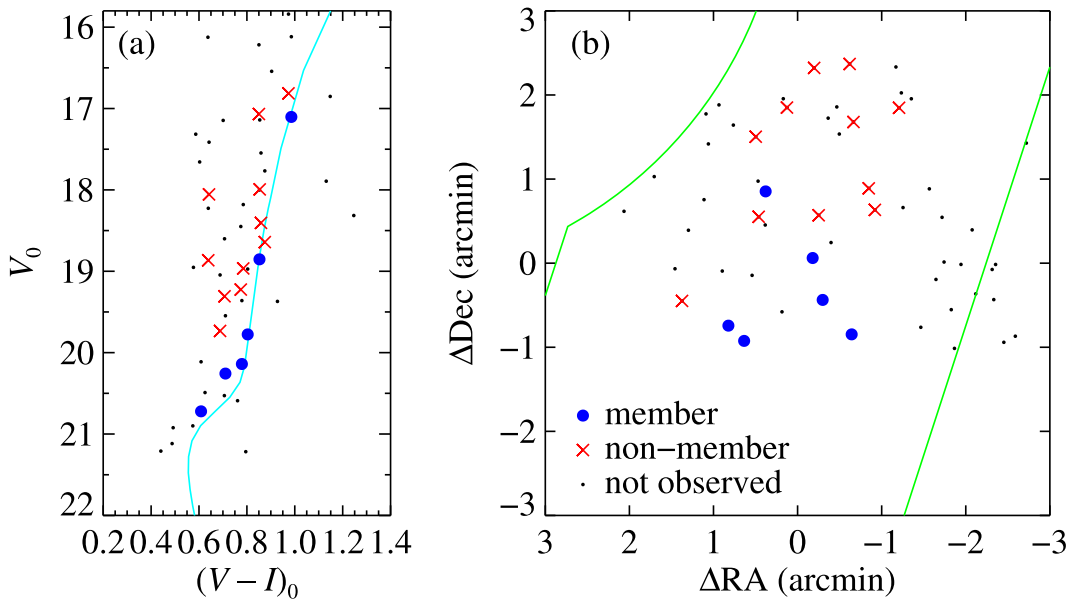 (a)
16
17
18
19
20
21
22
V₀
0.2 0.4 0.6 0.8 1.0 1.2 1.4
(V − I)₀
(b)
3
2
1
0
−1
−2
−3
ΔDec (arcmin)
member
non−member
not observed
3 2 1 0 −1 −2 −3
ΔRA (arcmin)